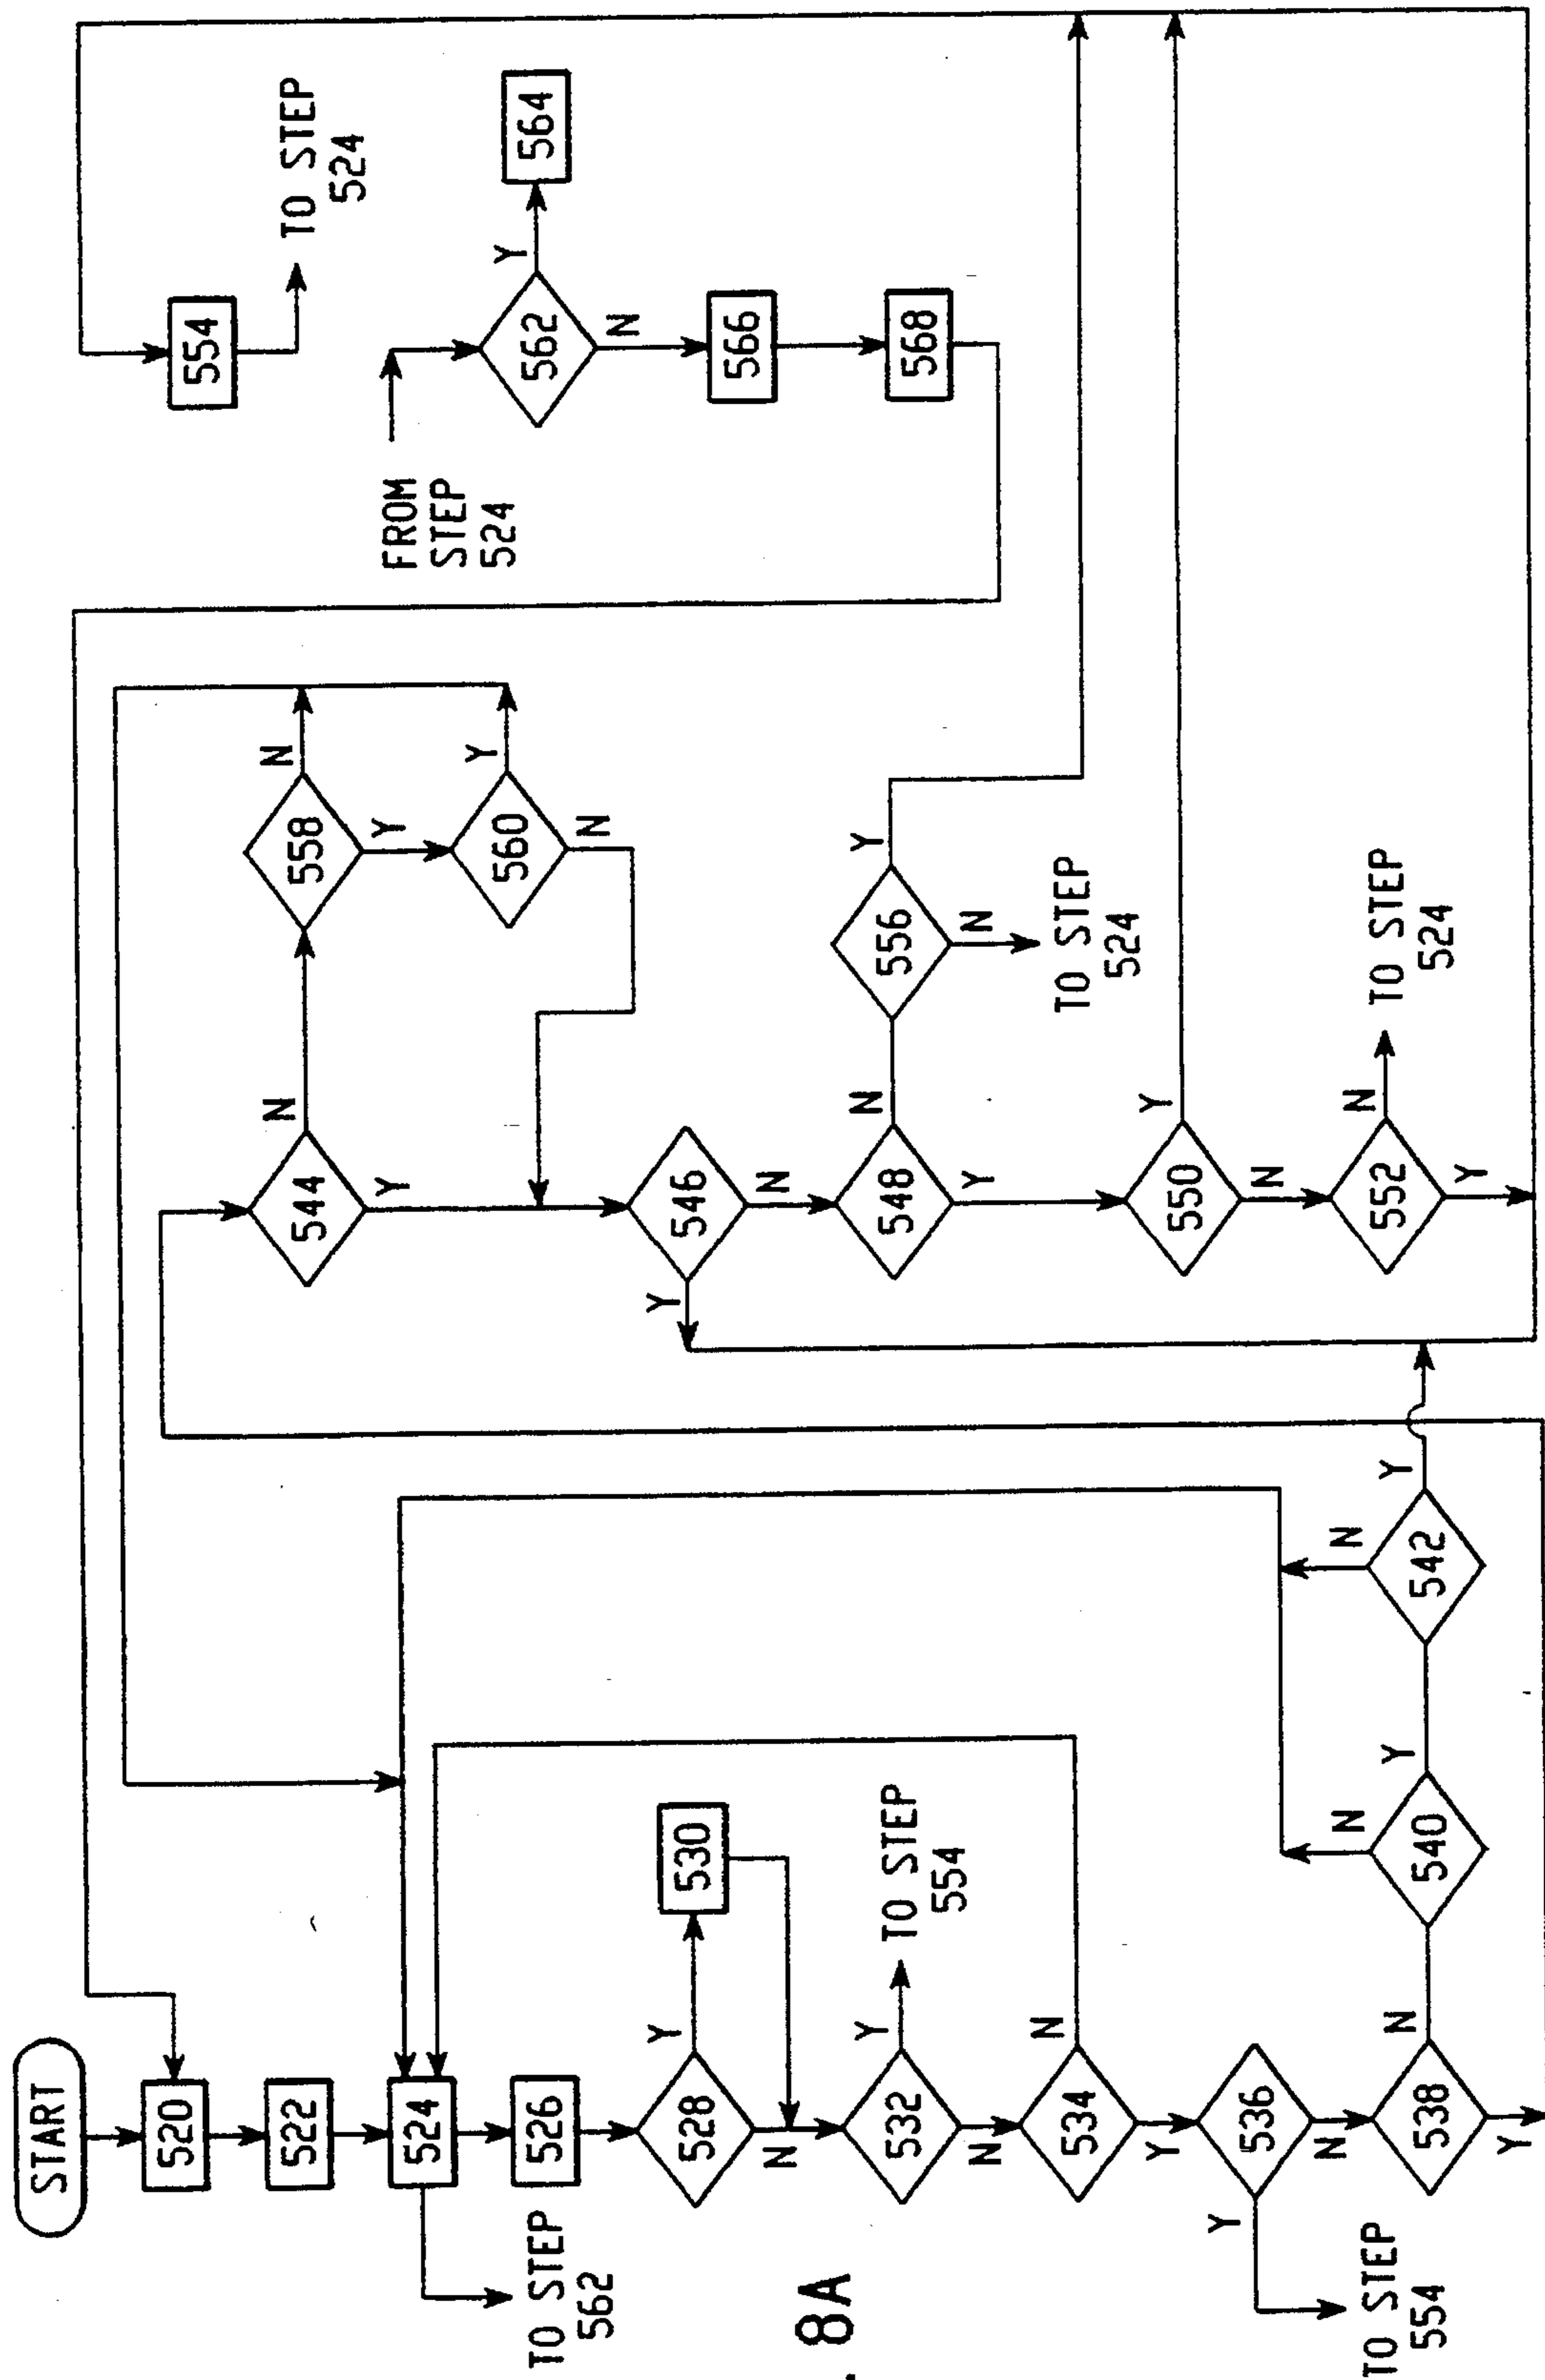 START
520
522
524
TO STEP
562
526
528
Y
N
530
532
Y
N
TO STEP
554
534
N
Y
536
Y
N
TO STEP
554
538
N
Y
540
N
Y
542
N
Y
544
N
Y
558
N
Y
560
Y
N
546
Y
N
548
N
Y
556
Y
N
TO STEP
524
550
Y
N
552
N
Y
TO STEP
524
554
TO STEP
524
FROM
STEP
524
562
Y
N
564
566
568
. 8A